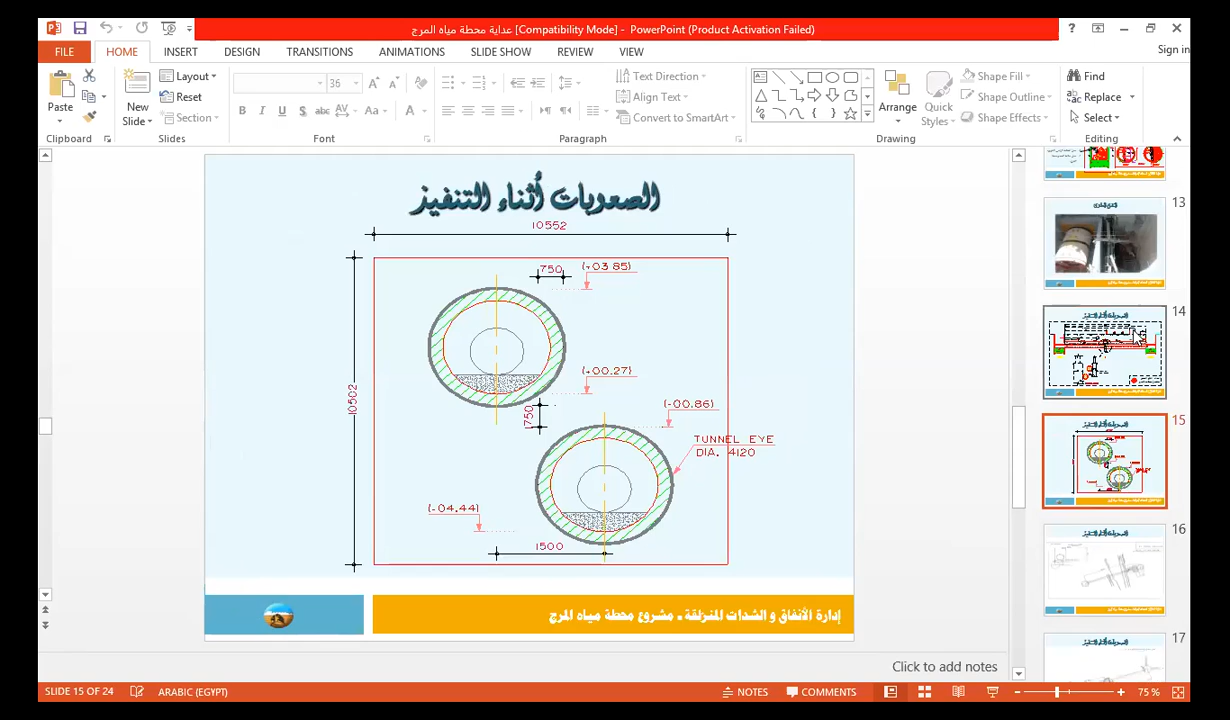 عداية محطة مياه المرج [Compatibility Mode] - PowerPoint (Product Activation Failed)
Sign in
FILE HOME INSERT DESIGN TRANSITIONS ANIMATIONS SLIDE SHOW REVIEW VIEW
Paste
New Slide
Layout
Reset
Section
36
Text Direction
Align Text
Convert to SmartArt
Arrange
Quick Styles
Shape Fill
Shape Outline
Shape Effects
Find
Replace
Select
Clipboard Slides Font Paragraph Drawing Editing
الصعوبات أثناء التنفيذ
10552
750
(+03.85)
10502
(+00.27)
750
(-00.86)
TUNNEL EYE
DIA. 4120
(-04.44)
1500
إدارة الأنفاق و الشدات المنزلقة - مشروع محطة مياه المرج
13
14
15
16
17
Click to add notes
SLIDE 15 OF 24 ARABIC (EGYPT) NOTES COMMENTS 75 %